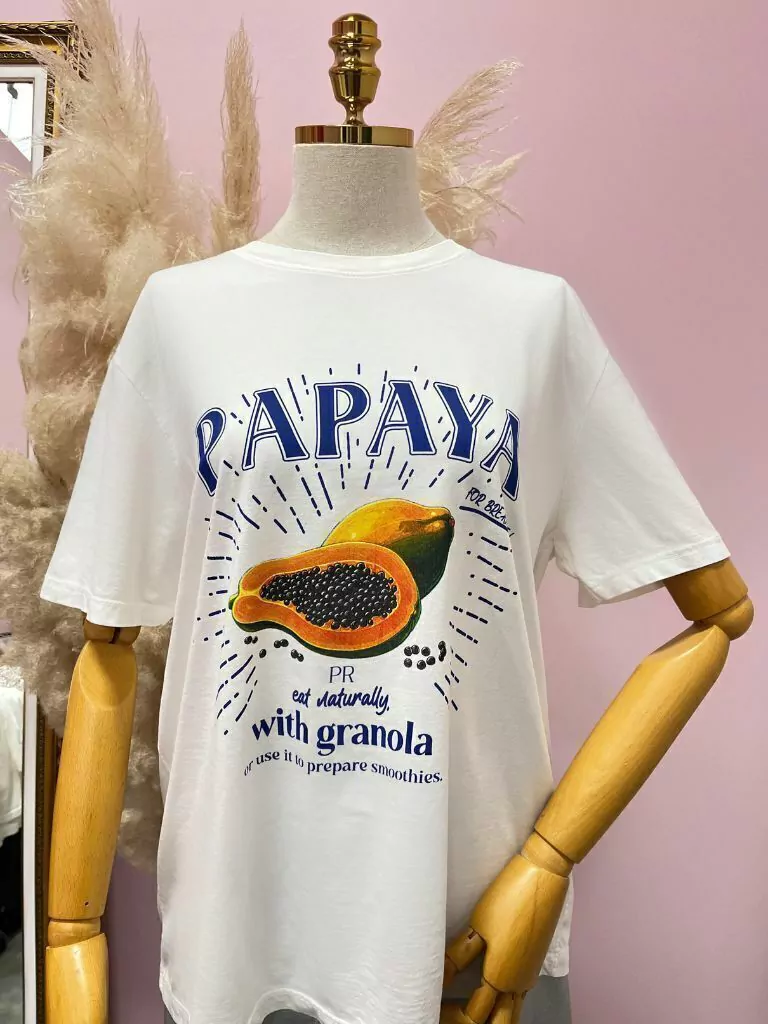 PAPAYA
FOR
PR
eat naturally,
with granola
or use it to prepare smoothies.